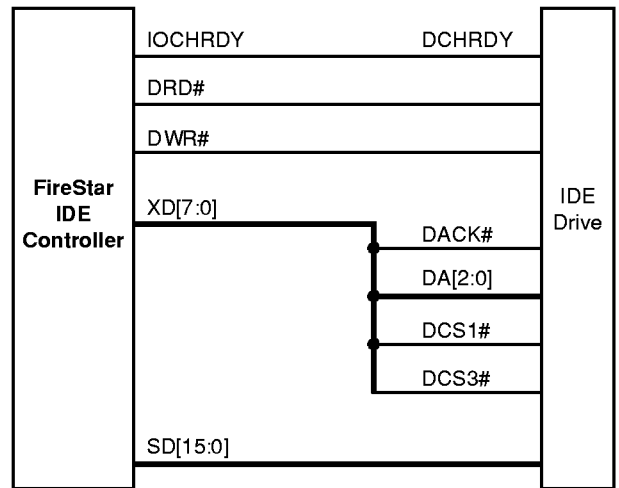 IOCHRDY DCHRDY
DRD#
DWR#
FireStar
IDE
Controller
XD[7:0]
IDE
Drive
DACK#
DA[2:0]
DCS1#
DCS3#
SD[15:0]